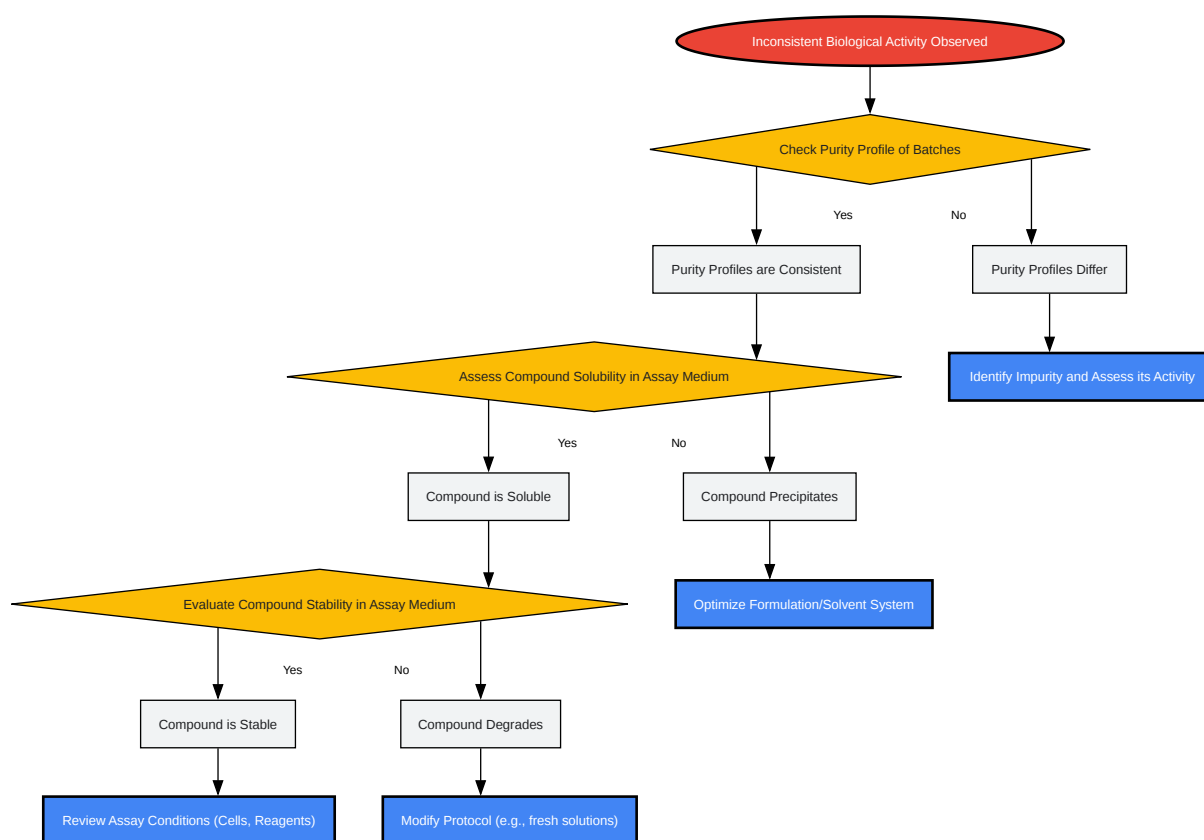 Inconsistent Biological Activity Observed
Check Purity Profile of Batches
Yes
No
Purity Profiles are Consistent
Purity Profiles Differ
Assess Compound Solubility in Assay Medium
Identify Impurity and Assess its Activity
Yes
No
Compound is Soluble
Compound Precipitates
Evaluate Compound Stability in Assay Medium
Optimize Formulation/Solvent System
Yes
No
Compound is Stable
Compound Degrades
Review Assay Conditions (Cells, Reagents)
Modify Protocol (e.g., fresh solutions)